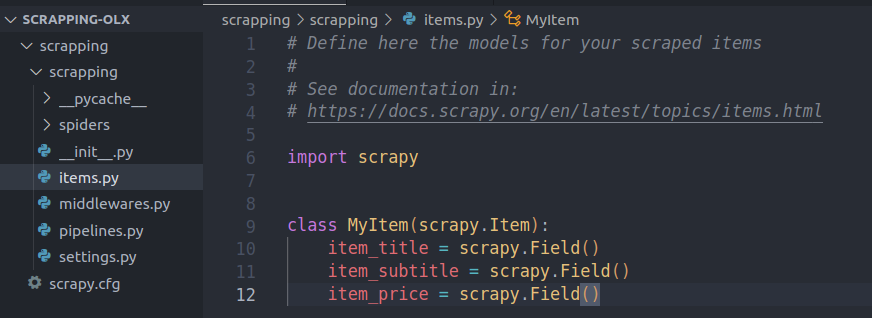 SCRAPPING-OLX
scrapping
scrapping
__pycache__
spiders
__init__.py
items.py
middlewares.py
pipelines.py
settings.py
scrapy.cfg
scrapping > scrapping > items.py > MyItem
1 # Define here the models for your scraped items
2 #
3 # See documentation in:
4 # https://docs.scrapy.org/en/latest/topics/items.html
5
6 import scrapy
7
8
9 class MyItem(scrapy.Item):
10 item_title = scrapy.Field()
11 item_subtitle = scrapy.Field()
12 item_price = scrapy.Field()